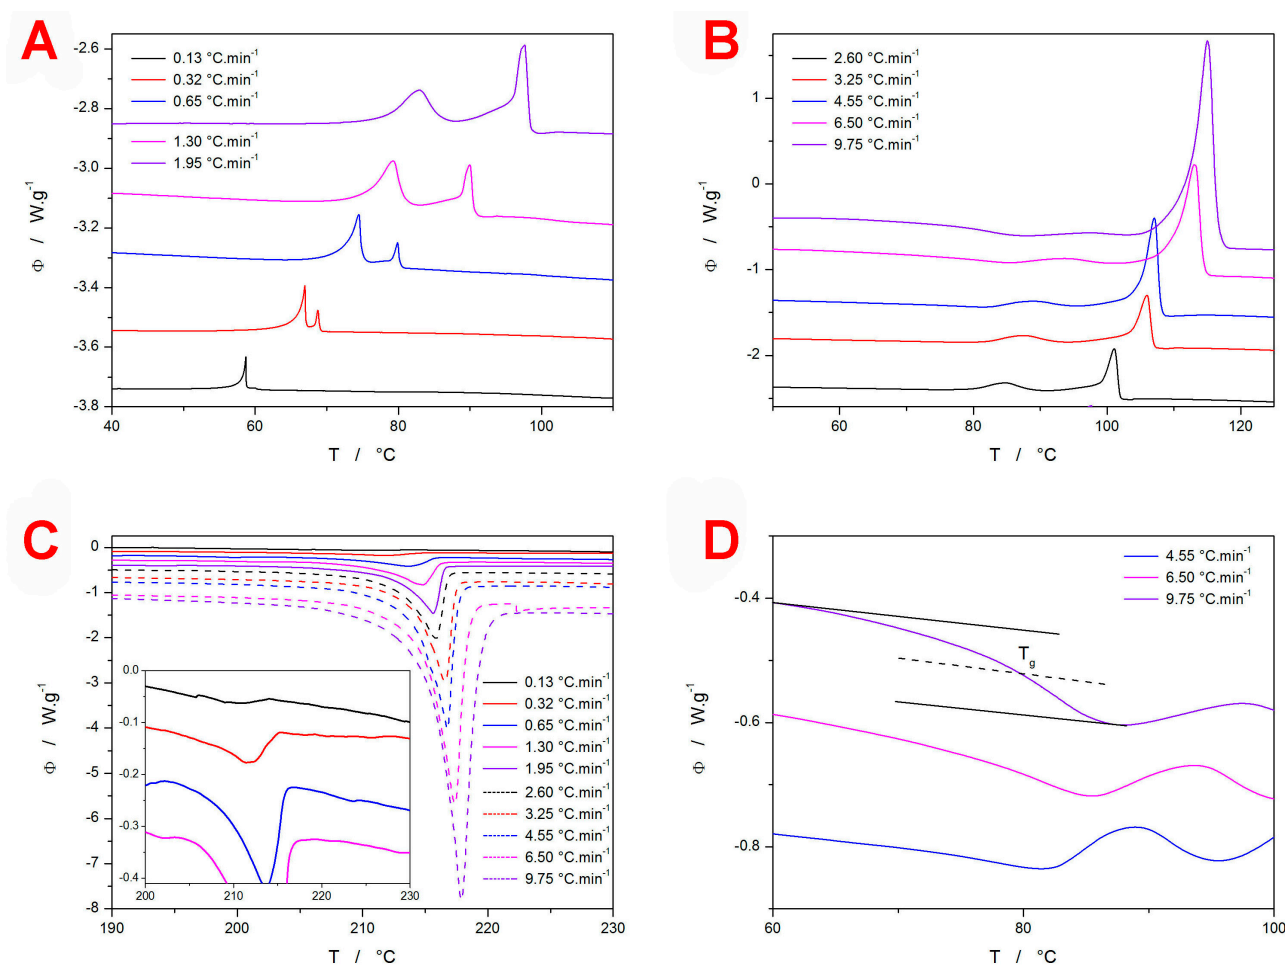 A
-2.6
-2.8
-3.0
-3.2
-3.4
-3.6
-3.8
Φ / W.g⁻¹
0.13 °C.min⁻¹
0.32 °C.min⁻¹
0.65 °C.min⁻¹
1.30 °C.min⁻¹
1.95 °C.min⁻¹
40 60 80 100
T / °C
B
1
0
-1
-2
Φ / W.g⁻¹
2.60 °C.min⁻¹
3.25 °C.min⁻¹
4.55 °C.min⁻¹
6.50 °C.min⁻¹
9.75 °C.min⁻¹
60 80 100 120
T / °C
C
0
-1
-2
-3
-4
-5
-6
-7
-8
Φ / W.g⁻¹
0.0
-0.1
-0.2
-0.3
-0.4
200 210 220 230
0.13 °C.min⁻¹
0.32 °C.min⁻¹
0.65 °C.min⁻¹
1.30 °C.min⁻¹
1.95 °C.min⁻¹
2.60 °C.min⁻¹
3.25 °C.min⁻¹
4.55 °C.min⁻¹
6.50 °C.min⁻¹
9.75 °C.min⁻¹
190 200 210 220 230
T / °C
D
-0.4
-0.6
-0.8
Φ / W.g⁻¹
4.55 °C.min⁻¹
6.50 °C.min⁻¹
9.75 °C.min⁻¹
Tg
60 80 100
T / °C